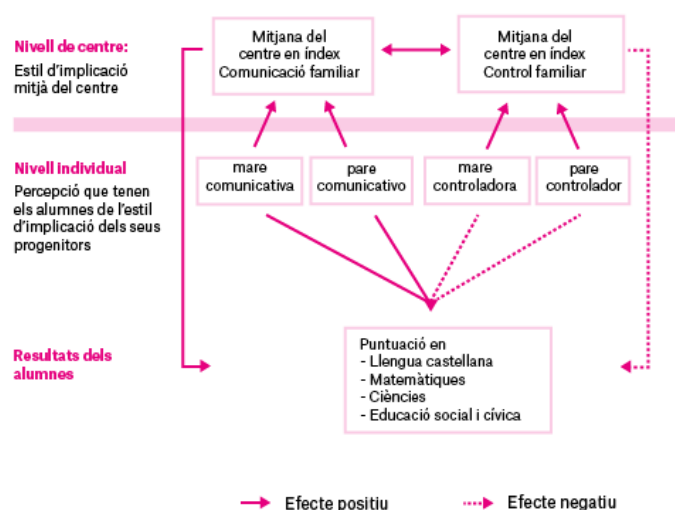 Nivell de centre:
Estil d'implicació
mitjà del centre
Mitjana del
centre en índex
Comunicació familiar
Mitjana del
centre en índex
Control familiar
Nivell individual
Percepció que tenen
els alumnes de l'estil
d'implicació dels seus
progenitors
mare
comunicativa
pare
comunicativo
mare
controladora
pare
controlador
Resultats dels
alumnes
Puntuació en
- Llengua castellana
- Matemàtiques
- Ciències
- Educació social i cívica
Efecte positiu
Efecte negatiu